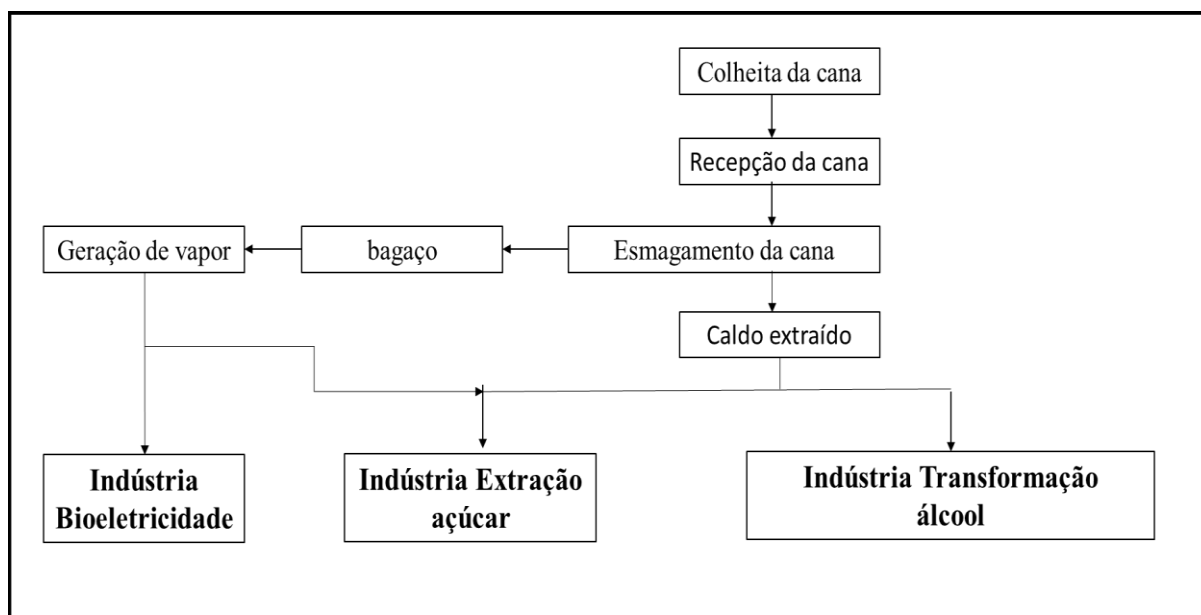 Colheita da cana
Recepção da cana
Geração de vapor
bagaço
Esmagamento da cana
Caldo extraído
Indústria
Bioeletricidade
Indústria Extração
açúcar
Indústria Transformação
álcool